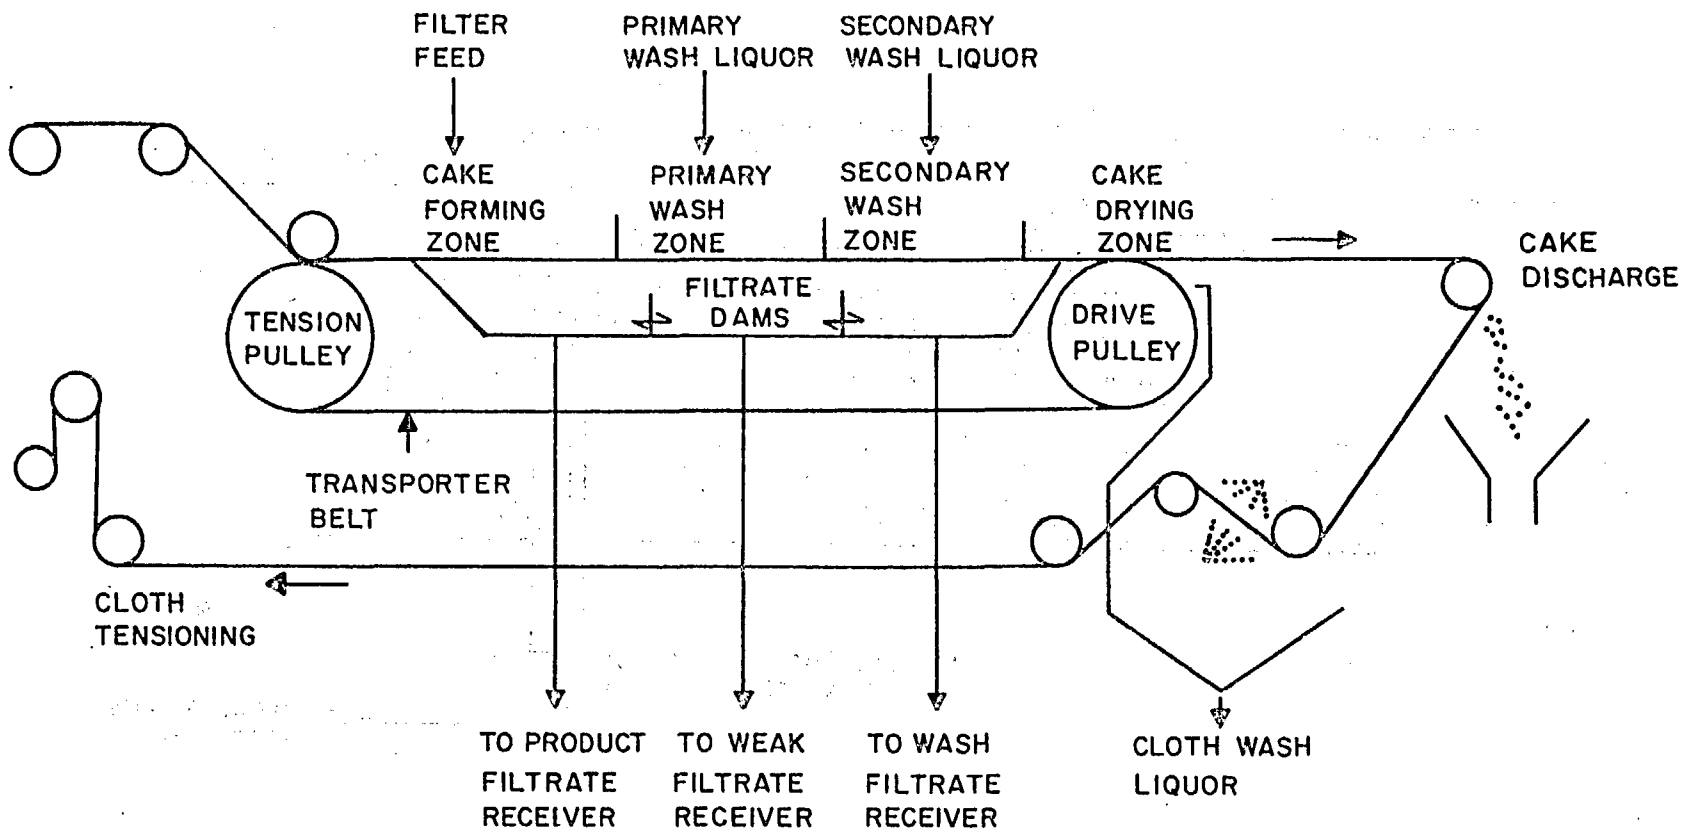 FILTER
FEED
PRIMARY
WASH LIQUOR
SECONDARY
WASH LIQUOR
CAKE
FORMING
ZONE
PRIMARY
WASH
ZONE
SECONDARY
WASH
ZONE
CAKE
DRYING
ZONE
CAKE
DISCHARGE
FILTRATE
DAMS
TENSION
PULLEY
DRIVE
PULLEY
TRANSPORTER
BELT
CLOTH
TENSIONING
TO PRODUCT
FILTRATE
RECEIVER
TO WEAK
FILTRATE
RECEIVER
TO WASH
FILTRATE
RECEIVER
CLOTH WASH
LIQUOR